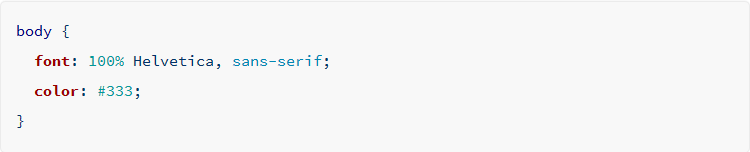 body {
  font: 100% Helvetica, sans-serif;
  color: #333;
}